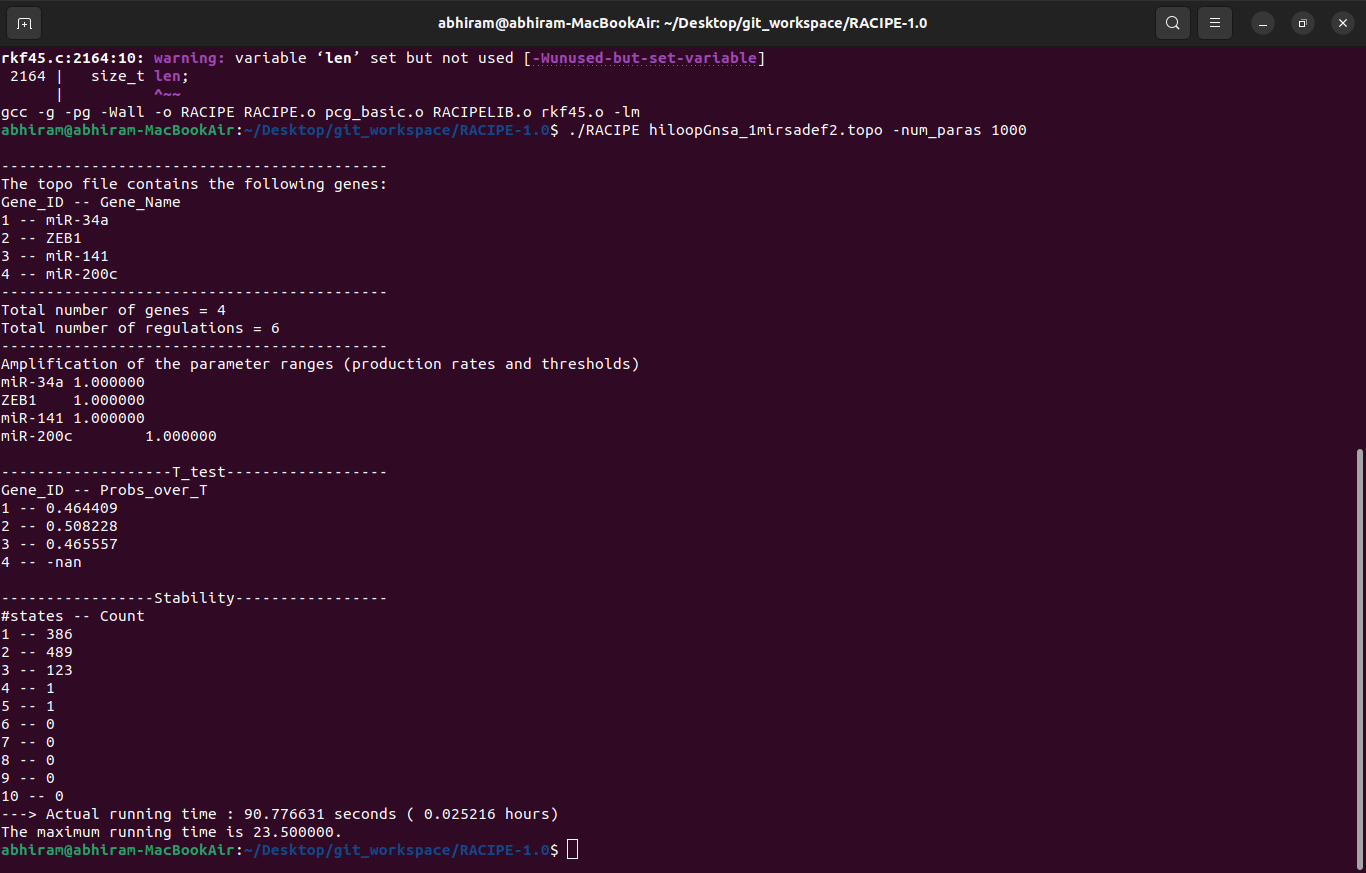 abhiram@abhiram-MacBookAir: ~/Desktop/git_workspace/RACIPE-1.0
rkf45.c:2164:10: warning: variable ‘len’ set but not used [-Wunused-but-set-variable]
 2164 |   size_t len;
      |          ^~~
gcc -g -pg -Wall -o RACIPE RACIPE.o pcg_basic.o RACIPELIB.o rkf45.o -lm
abhiram@abhiram-MacBookAir:~/Desktop/git_workspace/RACIPE-1.0$ ./RACIPE hiloopGnsa_1mirsadef2.topo -num_paras 1000
-------------------------------------------
The topo file contains the following genes:
Gene_ID -- Gene_Name
1 -- miR-34a
2 -- ZEB1
3 -- miR-141
4 -- miR-200c
-------------------------------------------
Total number of genes = 4
Total number of regulations = 6
-------------------------------------------
Amplification of the parameter ranges (production rates and thresholds)
miR-34a 1.000000
ZEB1    1.000000
miR-141 1.000000
miR-200c        1.000000
-------------------T_test------------------
Gene_ID -- Probs_over_T
1 -- 0.464409
2 -- 0.508228
3 -- 0.465557
4 -- -nan
-----------------Stability-----------------
#states -- Count
1 -- 386
2 -- 489
3 -- 123
4 -- 1
5 -- 1
6 -- 0
7 -- 0
8 -- 0
9 -- 0
10 -- 0
---> Actual running time : 90.776631 seconds ( 0.025216 hours)
The maximum running time is 23.500000.
abhiram@abhiram-MacBookAir:~/Desktop/git_workspace/RACIPE-1.0$